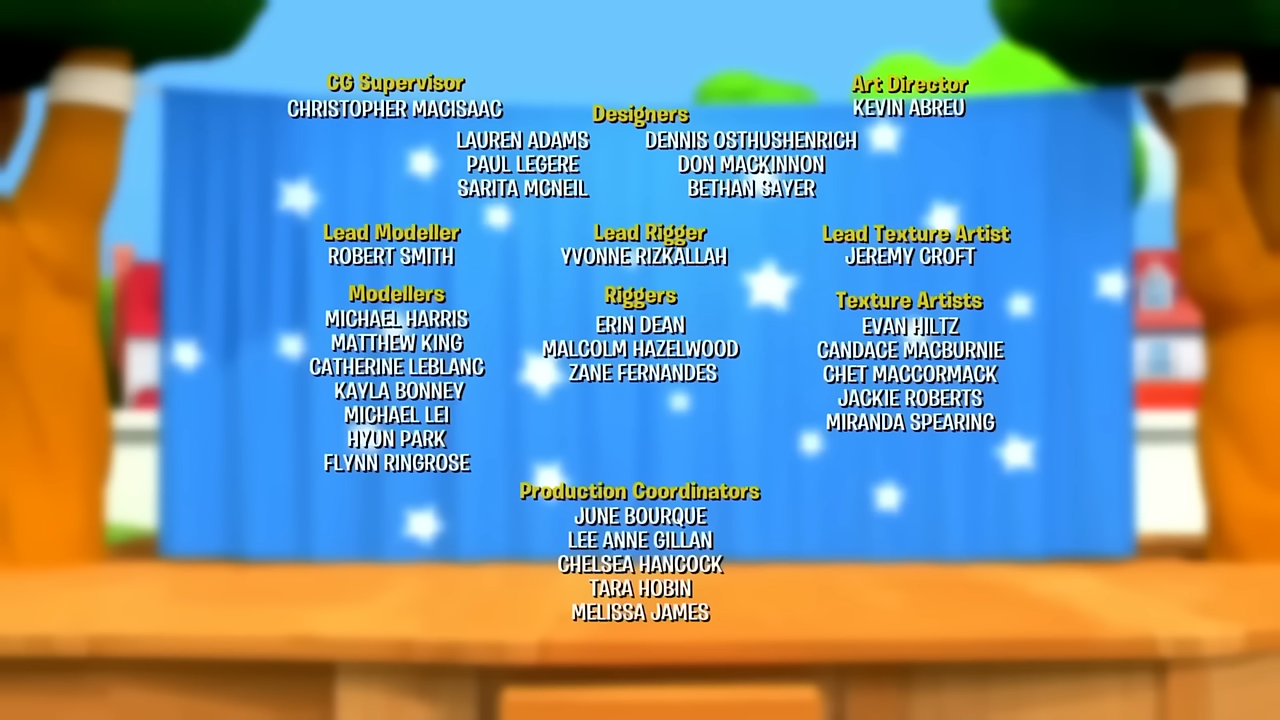 CG Supervisor
CHRISTOPHER MACISAAC
Art Director
KEVIN ABREU
Designers
LAUREN ADAMS
PAUL LEGERE
SARITA MCNEIL
DENNIS OSTHUSHENRICH
DON MACKINNON
BETHAN SAYER
Lead Modeller
ROBERT SMITH
Modellers
MICHAEL HARRIS
MATTHEW KING
CATHERINE LEBLANC
KAYLA BONNEY
MICHAEL LEI
HYUN PARK
FLYNN RINGROSE
Lead Rigger
YVONNE RIZKALLAH
Riggers
ERIN DEAN
MALCOLM HAZELWOOD
ZANE FERNANDES
Lead Texture Artist
JEREMY CROFT
Texture Artists
EVAN HILTZ
CANDACE MACBURNIE
CHET MACCORMACK
JACKIE ROBERTS
MIRANDA SPEARING
Production Coordinators
JUNE BOURQUE
LEE ANNE GILLAN
CHELSEA HANCOCK
TARA HOBIN
MELISSA JAMES